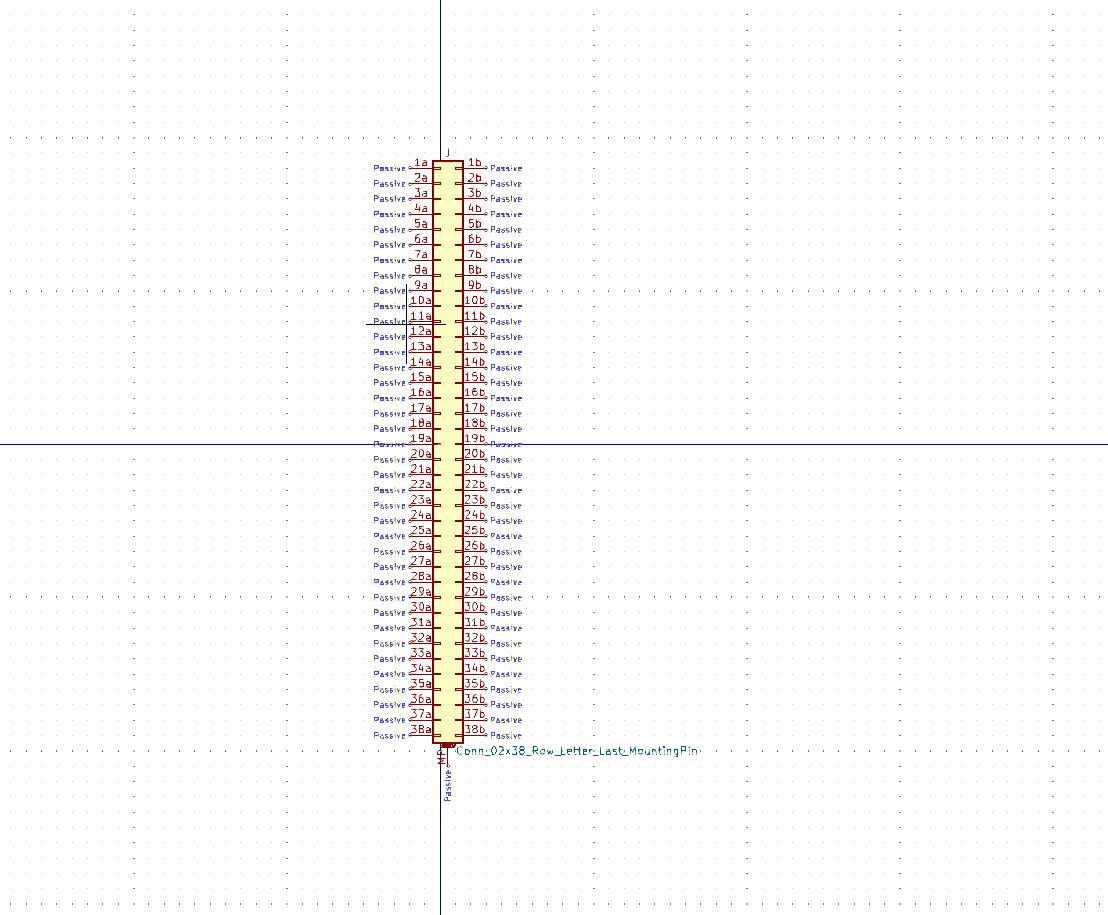 J
Passive 1a 1b Passive
Passive 2a 2b Passive
Passive 3a 3b Passive
Passive 4a 4b Passive
Passive 5a 5b Passive
Passive 6a 6b Passive
Passive 7a 7b Passive
Passive 8a 8b Passive
Passive 9a 9b Passive
Passive 10a 10b Passive
Passive 11a 11b Passive
Passive 12a 12b Passive
Passive 13a 13b Passive
Passive 14a 14b Passive
Passive 15a 15b Passive
Passive 16a 16b Passive
Passive 17a 17b Passive
Passive 18a 18b Passive
Passive 19a 19b Passive
Passive 20a 20b Passive
Passive 21a 21b Passive
Passive 22a 22b Passive
Passive 23a 23b Passive
Passive 24a 24b Passive
Passive 25a 25b Passive
Passive 26a 26b Passive
Passive 27a 27b Passive
Passive 28a 28b Passive
Passive 29a 29b Passive
Passive 30a 30b Passive
Passive 31a 31b Passive
Passive 32a 32b Passive
Passive 33a 33b Passive
Passive 34a 34b Passive
Passive 35a 35b Passive
Passive 36a 36b Passive
Passive 37a 37b Passive
Passive 38a 38b Passive
MP Conn_02x38_Row_Letter_Last_MountingPin
Passive